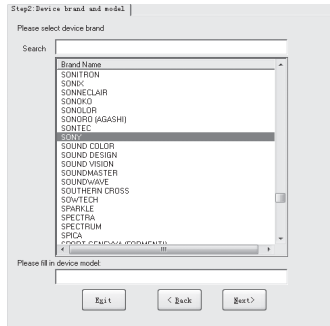 Step2:Device brand and model
Please select device brand
Search
Brand Name
SONITRON
SONIX
SONNECLAIR
SONOKO
SONOLOR
SONORO (AGASHI)
SONTEC
SONY
SOUND COLOR
SOUND DESIGN
SOUND VISION
SOUNDMASTER
SOUNDWAVE
SOUTHERN CROSS
SOWTECH
SPARKLE
SPECTRA
SPECTRUM
SPICA
Please fill in device model:
Exit
< Back
Next>